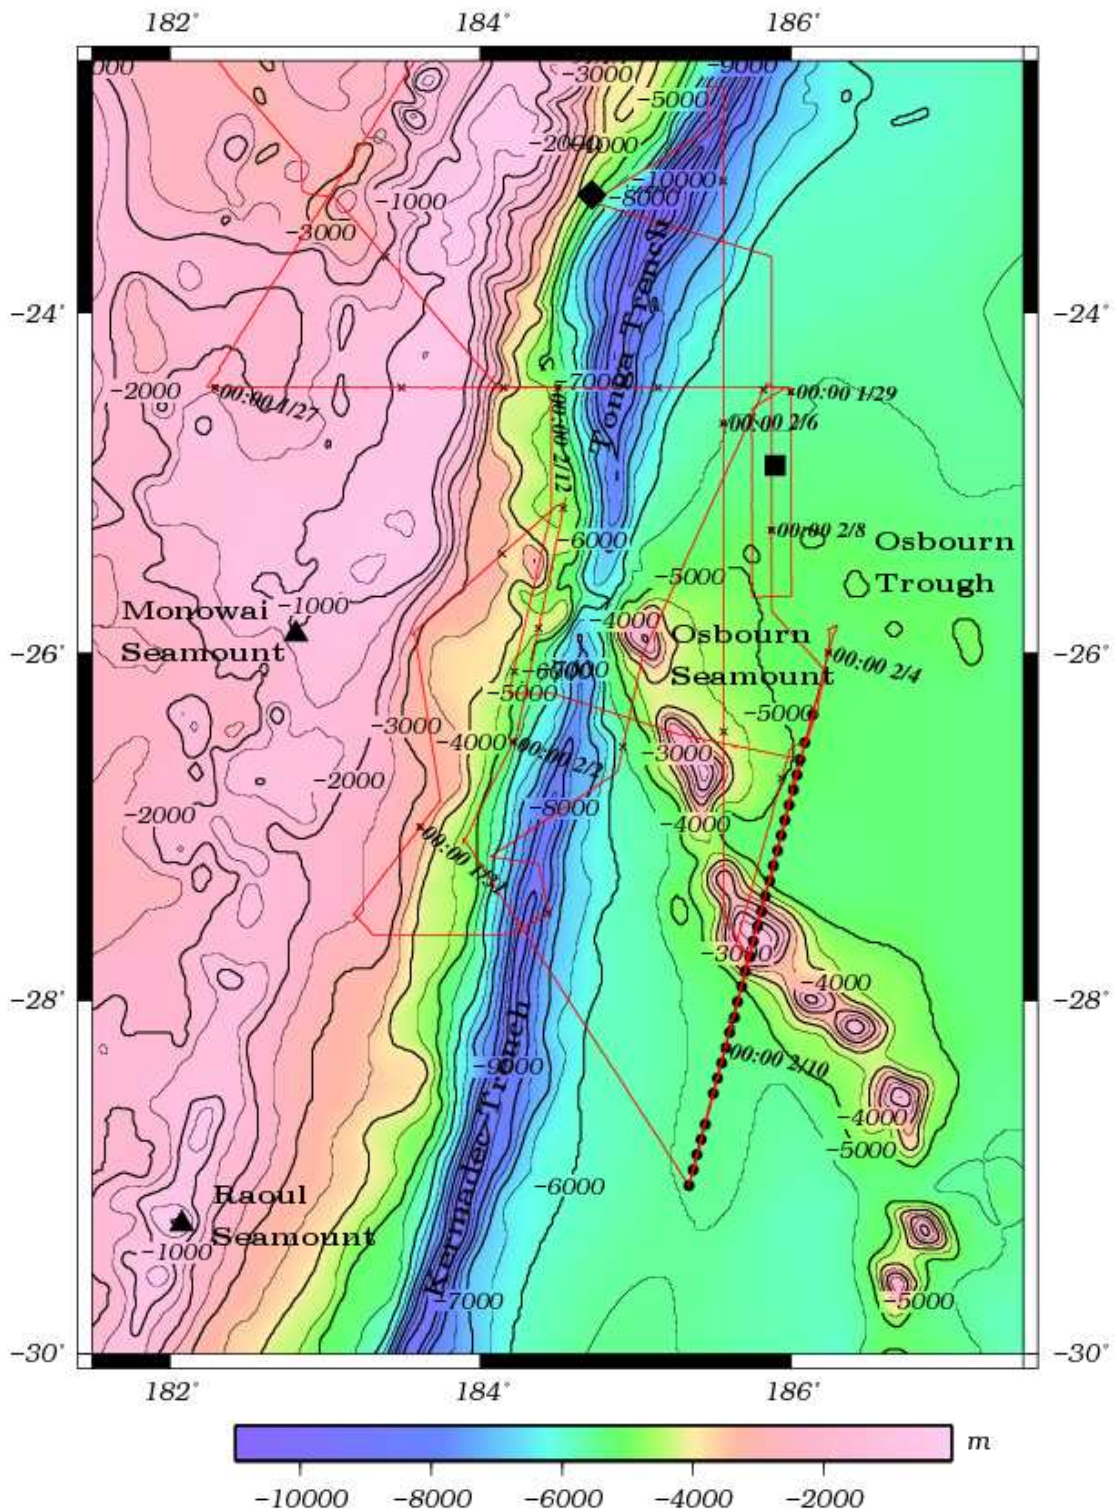 182° 184° 186°
000 -3000 -9000
-5000
-2000 -4000
-10000
-1000 -8000
-3000
-24° -24°
Tonga Trench
-2000 00:00 1/27 -7000 00:00 1/29
00:00 2/6
00:00 2/12
00:00 2/8
-6000 Osbourn
-5000 Trough
Monowai -1000
Seamount
-4000 Osbourn
Seamount
-26° -26°
-6000 -7000 00:00 2/4
-5000
-3000 -5000
-4000 00:00 2/2 -3000
-2000
-2000 -8000 -4000
00:00 1/31
-3000
-4000
-28° -28°
00:00 2/10
-9000
Kermadec Trench
-4000
-5000
-6000
Raoul
Seamount
-1000
-7000 -5000
-30° -30°
182° 184° 186°
m
-10000 -8000 -6000 -4000 -2000